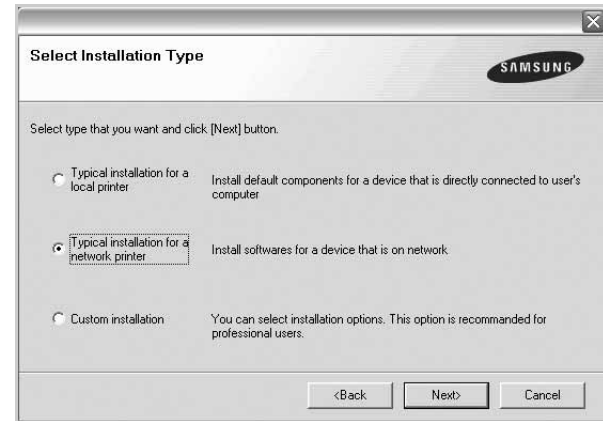 Select Installation Type
SAMSUNG
Select type that you want and click [Next] button.
Typical installation for a
local printer
Install default components for a device that is directly connected to user's
computer
Typical installation for a
network printer
Install softwares for a device that is on network
Custom installation
You can select installation options. This option is recommanded for
professional users.
<Back
Next>
Cancel